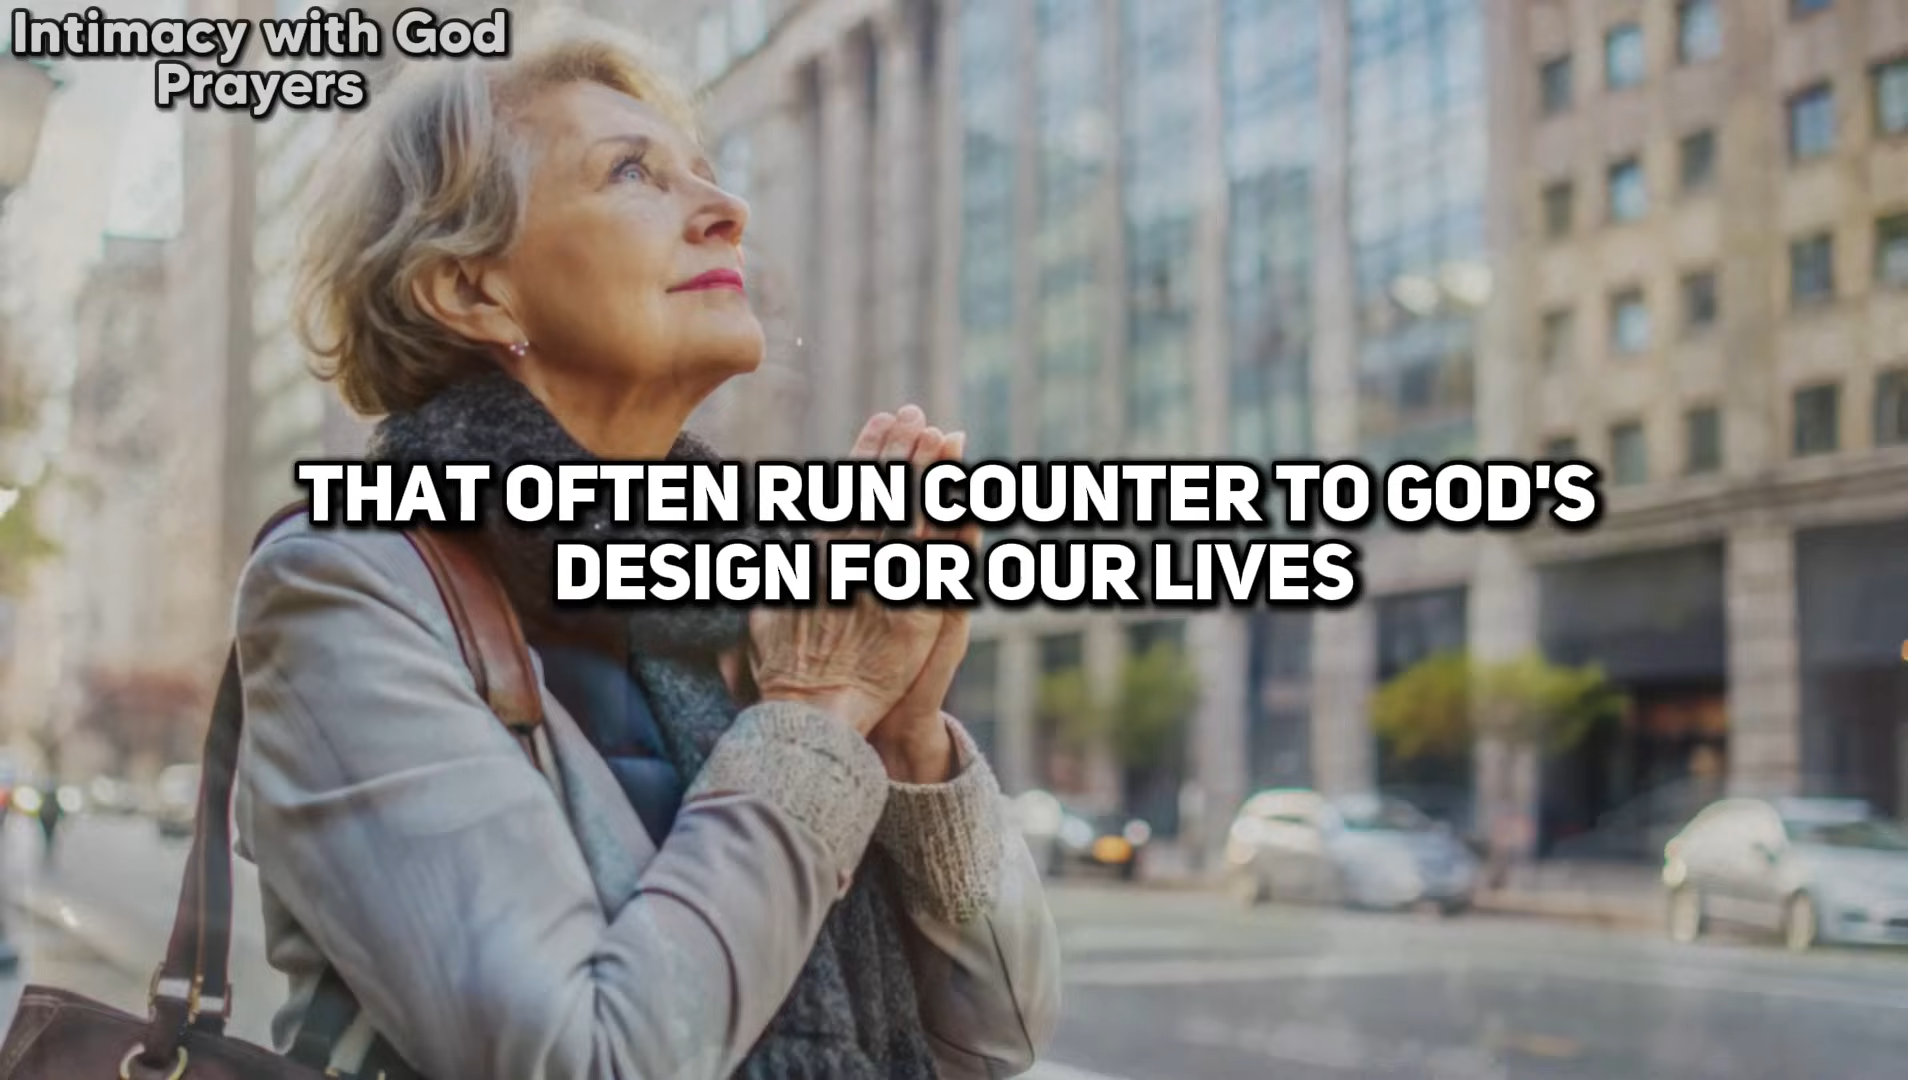 Intimacy with God
Prayers
THAT OFTEN RUN COUNTER TO GOD'S
DESIGN FOR OUR LIVES